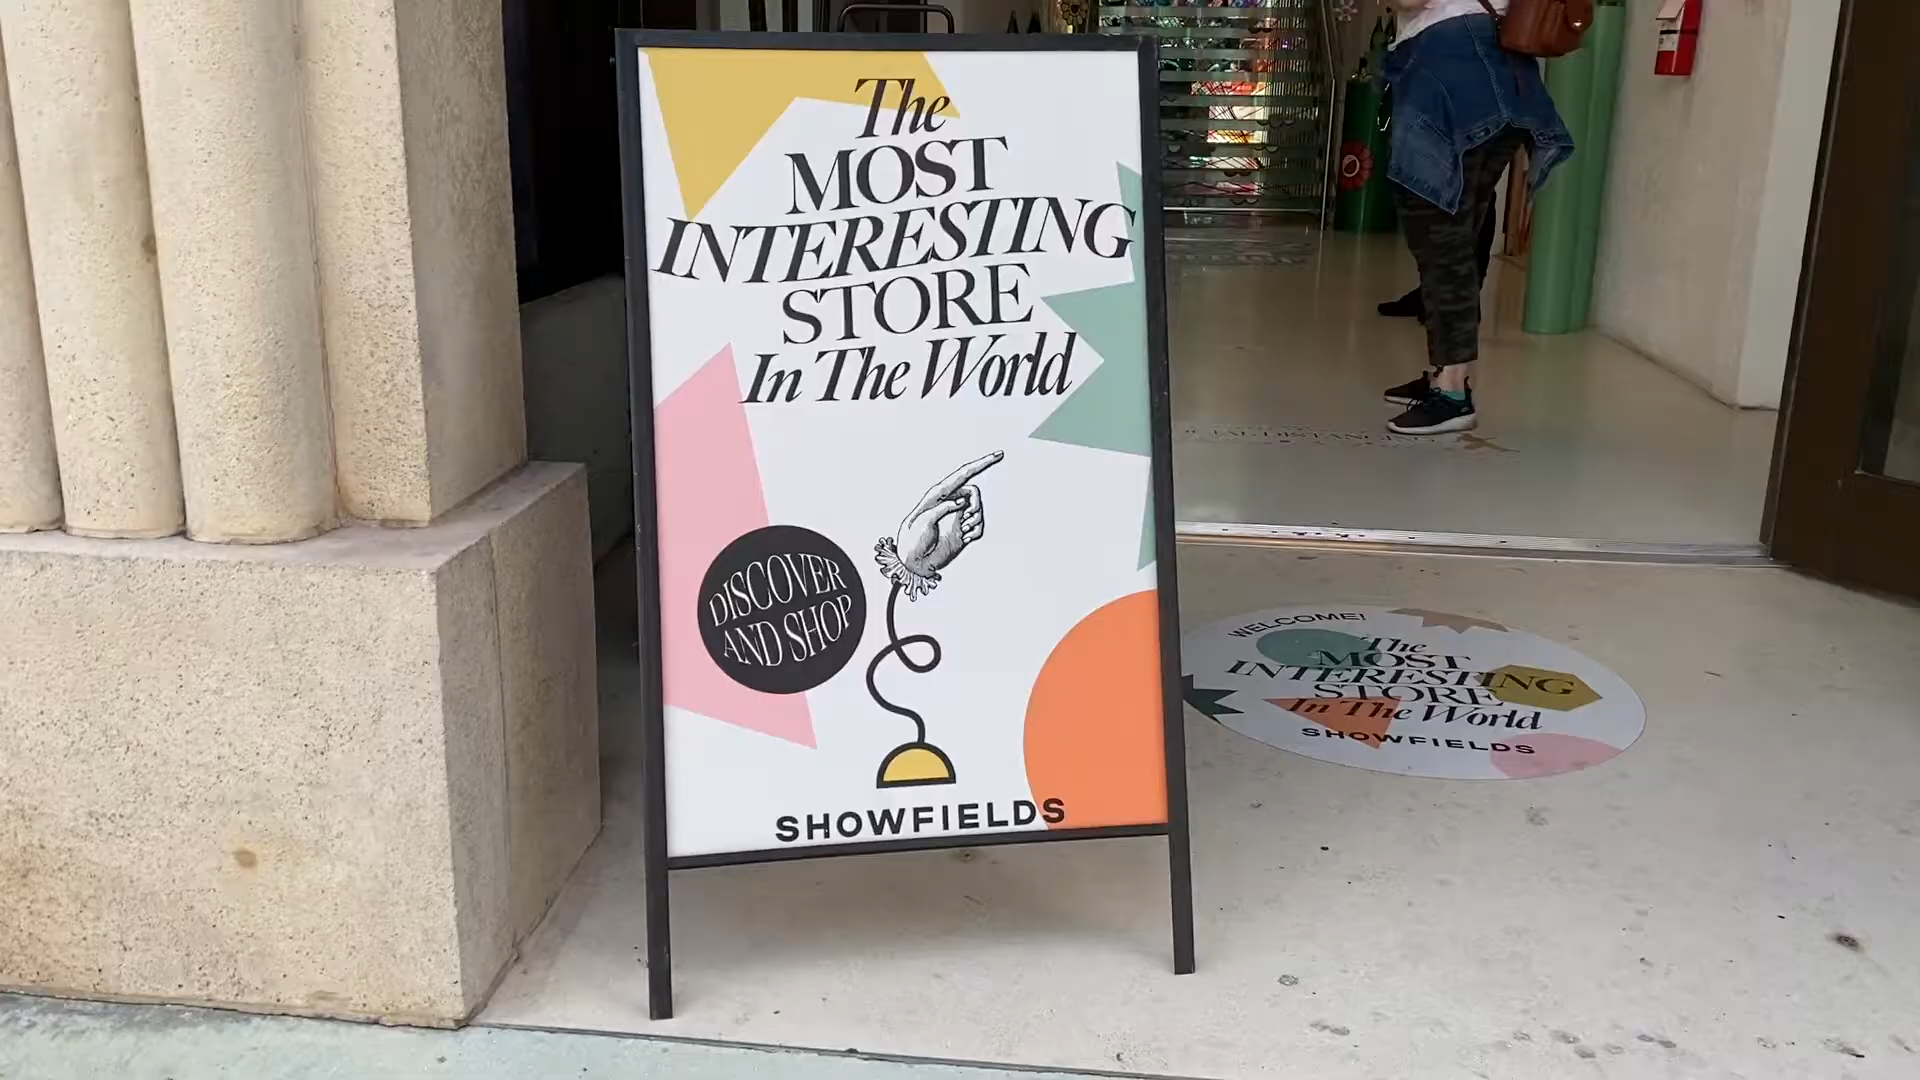 The
MOST
INTERESTING
STORE
In The World
DISCOVER
AND SHOP
SHOWFIELDS
WELCOME!
The
MOST
INTERESTING
STORE
In The World
SHOWFIELDS
DISTANCING